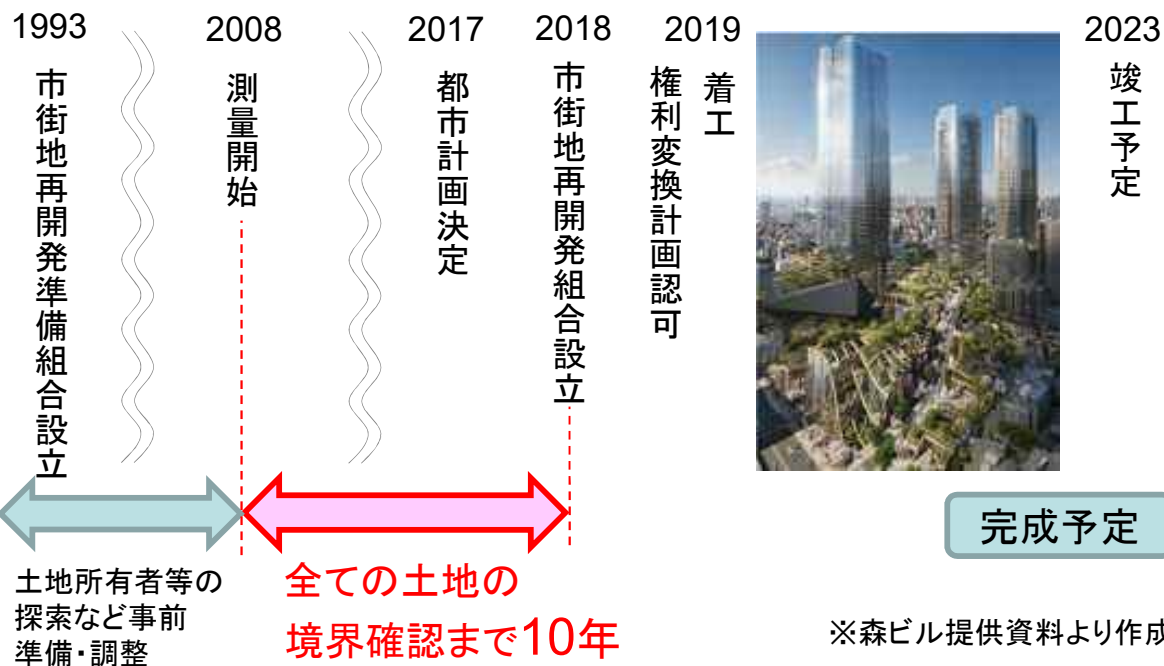 1993
市街地再開発準備組合設立
2008
測量開始
2017
都市計画決定
2018
市街地再開発組合設立
2019
権利変換計画認可
着工
2023
竣工予定
土地所有者等の
探索など事前
準備・調整
全ての土地の
境界確認まで10年
完成予定
※森ビル提供資料より作成